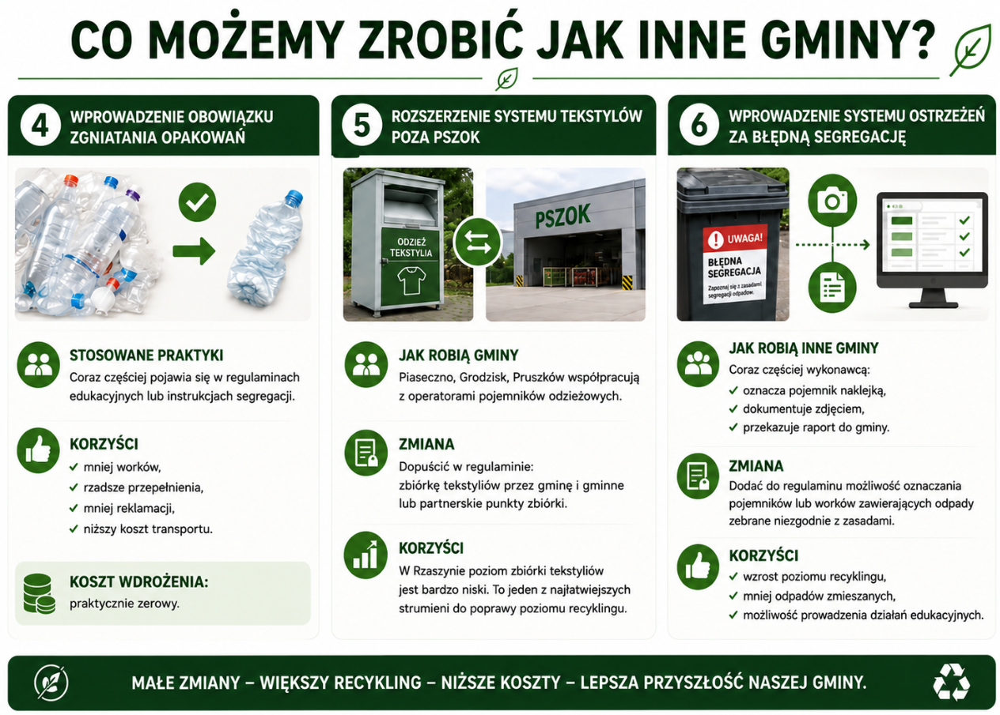 CO MOŻEMY ZROBIĆ JAK INNE GMINY?
4
WPROWADZENIE OBOWIĄZKU
ZGNIATANIA OPAKOWAŃ
STOSOWANE PRAKTYKI
Coraz częściej pojawia się w regulaminach
edukacyjnych lub instrukcjach segregacji.
KORZYŚCI
mniej worków,
rzadsze przepełnienia,
mniej reklamacji,
niższy koszt transportu.
KOSZT WDROŻENIA:
praktycznie zerowy.
5
ROZSZERZENIE SYSTEMU TEKSTYLÓW
POZA PSZOK
ODZIEŻ
TEKSTYLIA
PSZOK
JAK ROBIĄ GMINY
Piaseczno, Grodzisk, Pruszków współpracują
z operatorami pojemników odzieżowych.
ZMIANA
Dopuścić w regulaminie:
zbiórkę tekstyliów przez gminę i gminne
lub partnerskie punkty zbiórki.
KORZYŚCI
W Rzaszynie poziom zbiórki tekstyliów
jest bardzo niski. To jeden z najłatwiejszych
strumieni do poprawy poziomu recyklingu.
6
WPROWADZENIE SYSTEMU OSTRZEŻEŃ
ZA BŁĘDNĄ SEGREGACJĘ
UWAGA!
BŁĘDNA
SEGREGACJA
Zapoznaj się z zasadami
segregacji odpadów.
JAK ROBIĄ INNE GMINY
Coraz częściej wykonawcą:
oznacza pojemnik naklejką,
dokumentuje zdjęciem,
przekazuje raport do gminy.
ZMIANA
Dodać do regulaminu możliwość oznaczania
pojemników lub worków zawierających odpady
zebrane niezgodnie z zasadami.
KORZYŚCI
wzrost poziomu recyklingu,
mniej odpadów zmieszanych,
możliwość prowadzenia działań edukacyjnych.
MAŁE ZMIANY – WIĘKSZY RECYKLING – NIŻSZE KOSZTY – LEPSZA PRZYSZŁOŚĆ NASZEJ GMINY.